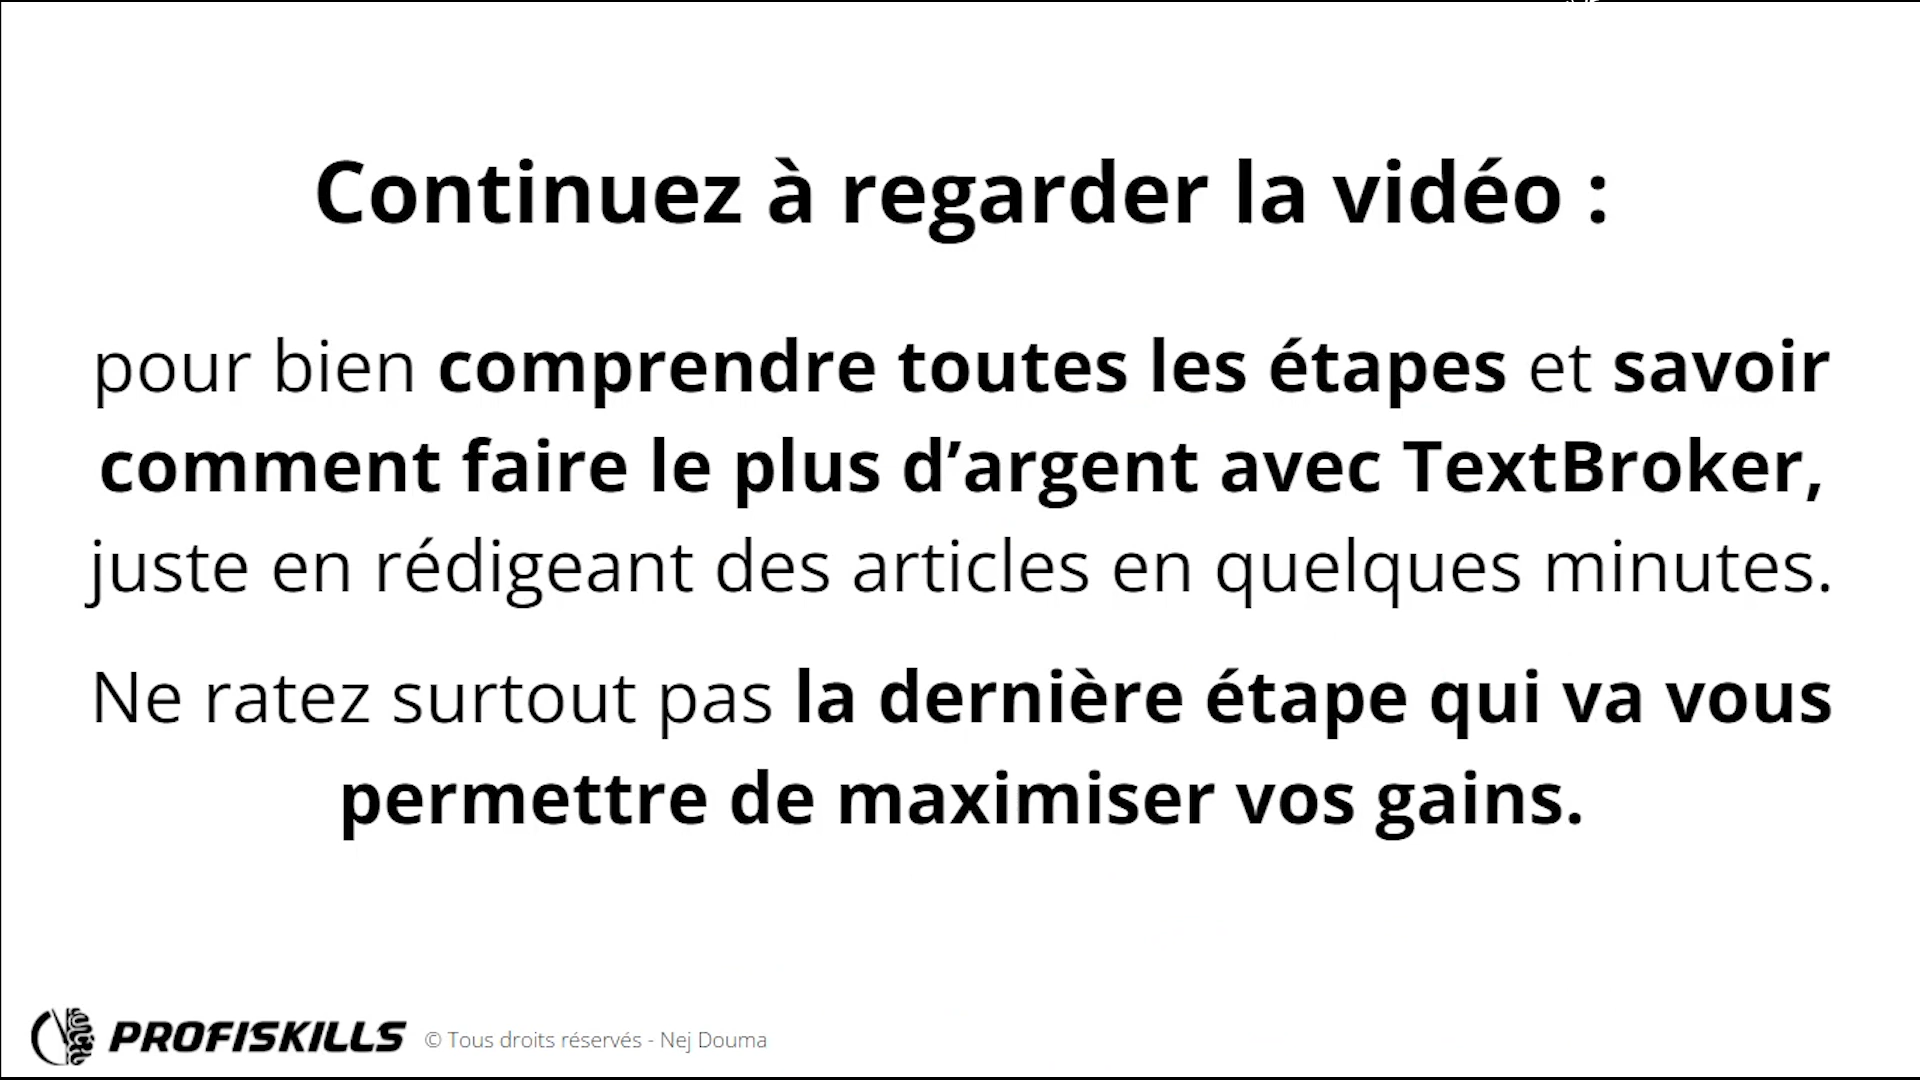 Continuez à regarder la vidéo :
pour bien comprendre toutes les étapes et savoir
comment faire le plus d’argent avec TextBroker,
juste en rédigeant des articles en quelques minutes.
Ne ratez surtout pas la dernière étape qui va vous
permettre de maximiser vos gains.
PROFISKILLS © Tous droits réservés - Nej Douma